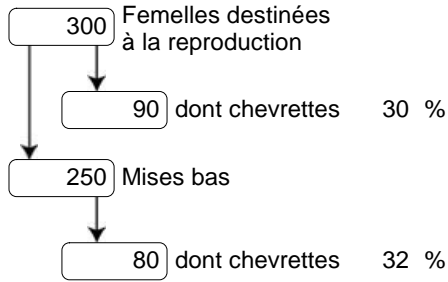 300 Femelles destinées
à la reproduction
90 dont chevrettes 30 %
250 Mises bas
80 dont chevrettes 32 %